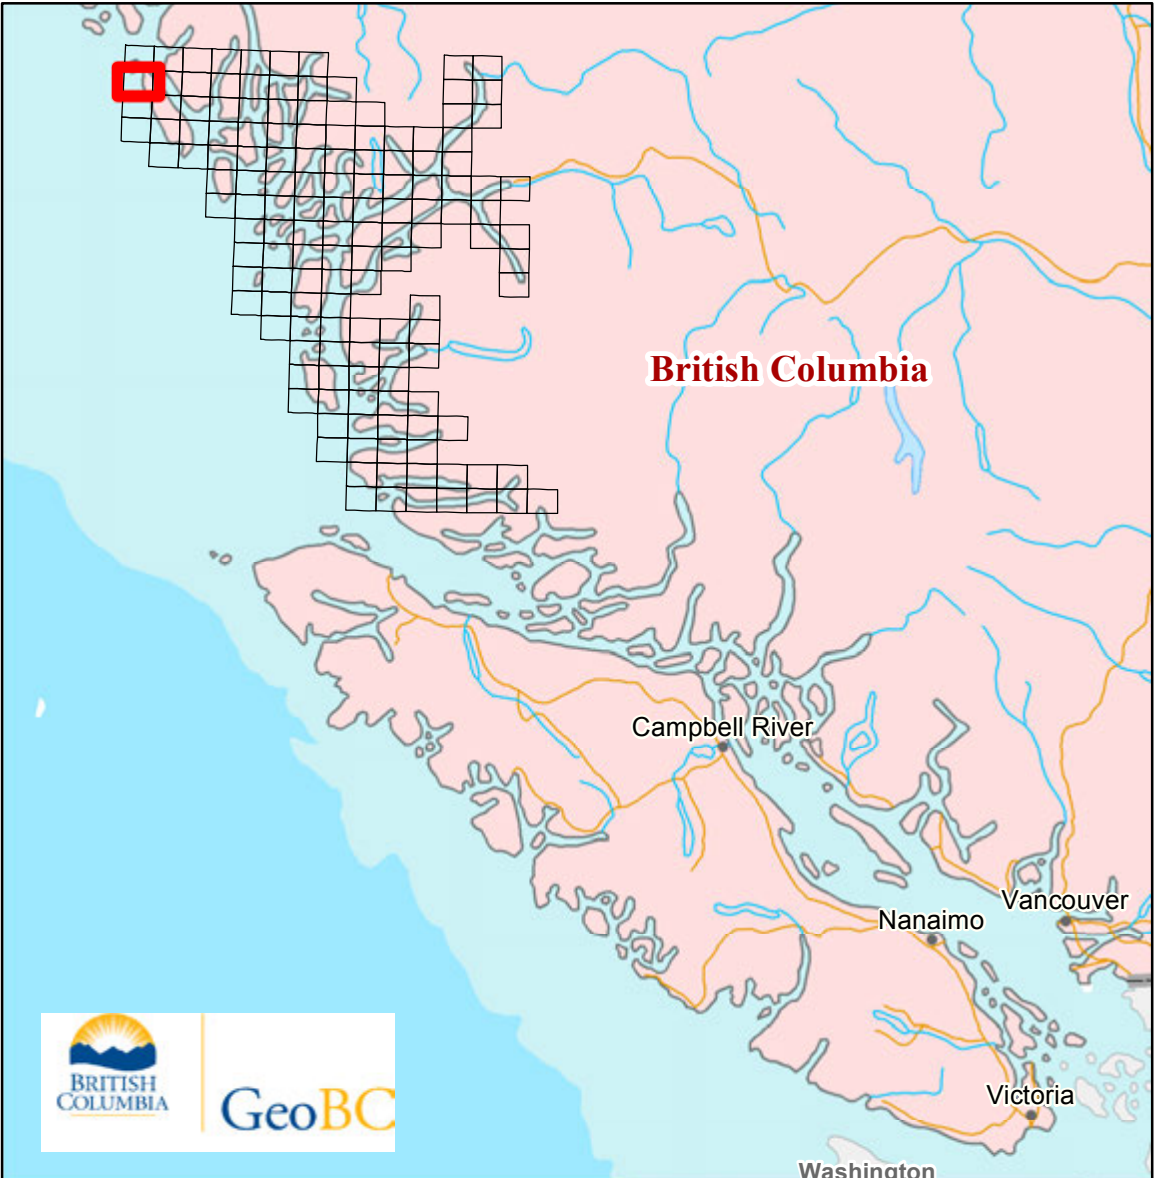 British Columbia
Campbell River
Vancouver
Nanaimo
BRITISH
COLUMBIA
GeoBC
Victoria
Washington